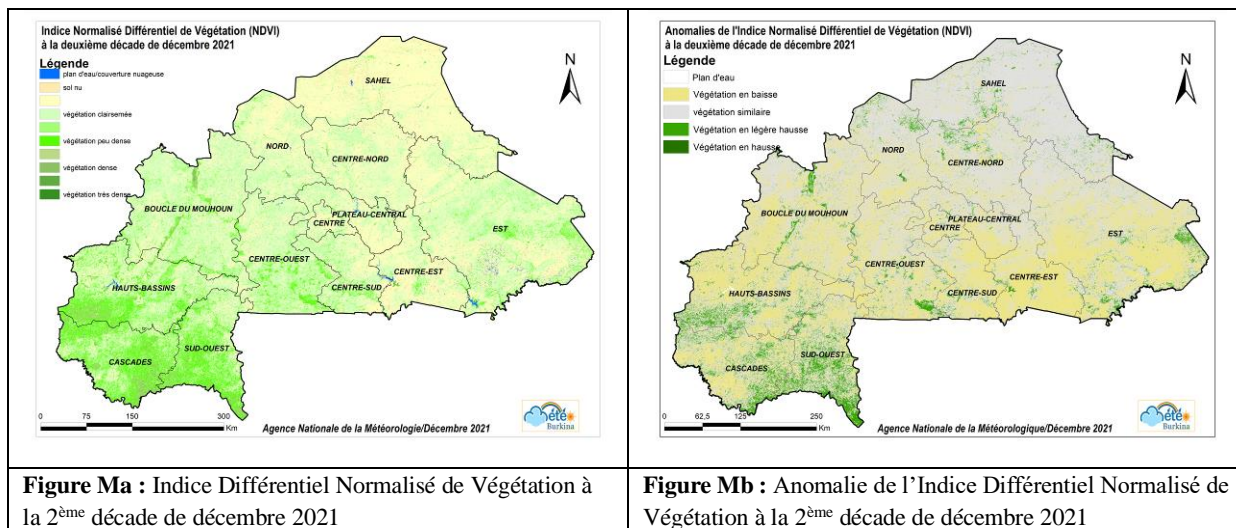 Indice Normalisé Différentiel de Végétation (NDVI)
à la deuxième décade de décembre 2021
Légende
plan d'eau/couverture nuageuse
sol nu
végétation clairsemée
végétation peu dense
végétation dense
végétation très dense
N
SAHEL
NORD
CENTRE-NORD
BOUCLE DU MOUHOUN
PLATEAU-CENTRAL
CENTRE
EST
CENTRE-OUEST
CENTRE-EST
HAUTS-BASSINS
CENTRE-SUD
CASCADES
SUD-OUEST
0 75 150 300
Km
Agence Nationale de la Météorologie/Décembre 2021
météo
Burkina
Figure Ma : Indice Différentiel Normalisé de Végétation à
la 2ème décade de décembre 2021
Anomalies de l'Indice Normalisé Différentiel de Végétation (NDVI)
à la deuxième décade de décembre 2021
Légende
Plan d'eau
Végétation en baisse
végétation similaire
Végétation en légère hausse
Végétation en hausse
N
SAHEL
NORD
CENTRE-NORD
BOUCLE DU MOUHOUN
PLATEAU-CENTRAL
CENTRE
EST
CENTRE-OUEST
CENTRE-EST
HAUTS-BASSINS
CENTRE-SUD
SUD-OUEST
CASCADES
0 62,5 125 250
Km
Agence Nationale de la Météorologique/Décembre 2021
météo
Burkina
Figure Mb : Anomalie de l'Indice Différentiel Normalisé de
Végétation à la 2ème décade de décembre 2021